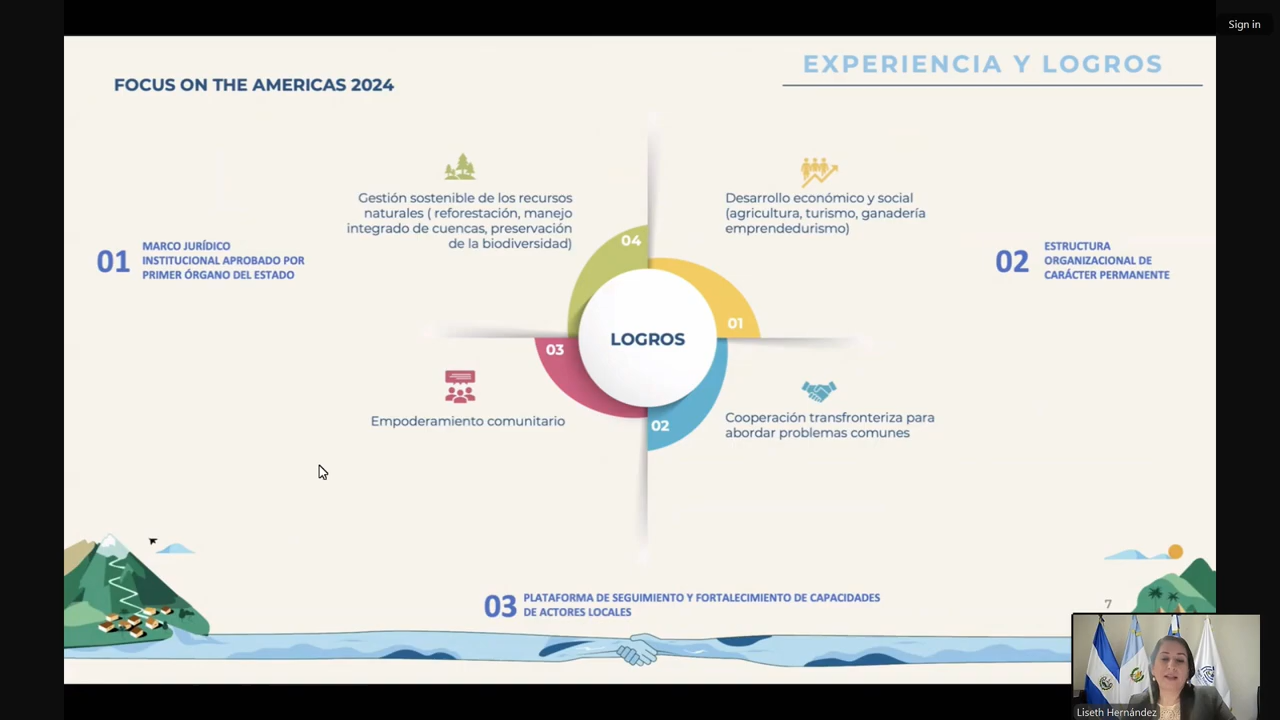 Sign in
EXPERIENCIA Y LOGROS
FOCUS ON THE AMERICAS 2024
Gestión sostenible de los recursos
naturales ( reforestación, manejo
integrado de cuencas, preservación
de la biodiversidad)
Desarrollo económico y social
(agricultura, turismo, ganadería
emprendedurismo)
01
MARCO JURÍDICO
INSTITUCIONAL APROBADO POR
PRIMER ÓRGANO DEL ESTADO
02
ESTRUCTURA
ORGANIZACIONAL DE
CARÁCTER PERMANENTE
04
01
LOGROS
03
02
Empoderamiento comunitario
Cooperación transfronteriza para
abordar problemas comunes
03
PLATAFORMA DE SEGUIMIENTO Y FORTALECIMIENTO DE CAPACIDADES
DE ACTORES LOCALES
7
Liseth Hernández